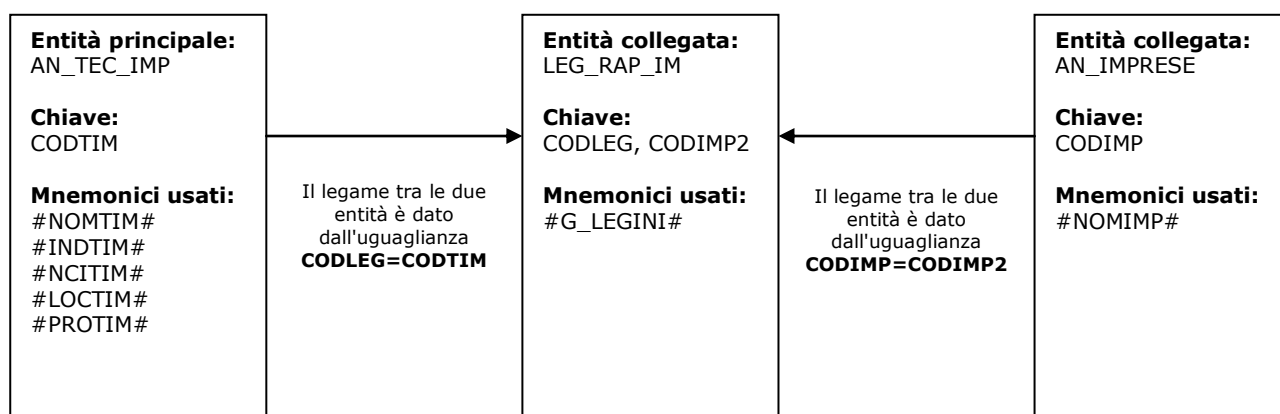 Entità principale:
AN_TEC_IMP
Chiave:
CODTIM
Mnemonici usati:
#NOMTIM#
#INDTIM#
#NCITIM#
#LOCTIM#
#PROTIM#
Il legame tra le due
entità è dato
dall'uguaglianza
CODLEG=CODTIM
Entità collegata:
LEG_RAP_IM
Chiave:
CODLEG, CODIMP2
Mnemonici usati:
#G_LEGINI#
Il legame tra le due
entità è dato
dall'uguaglianza
CODIMP=CODIMP2
Entità collegata:
AN_IMPRESE
Chiave:
CODIMP
Mnemonici usati:
#NOMIMP#